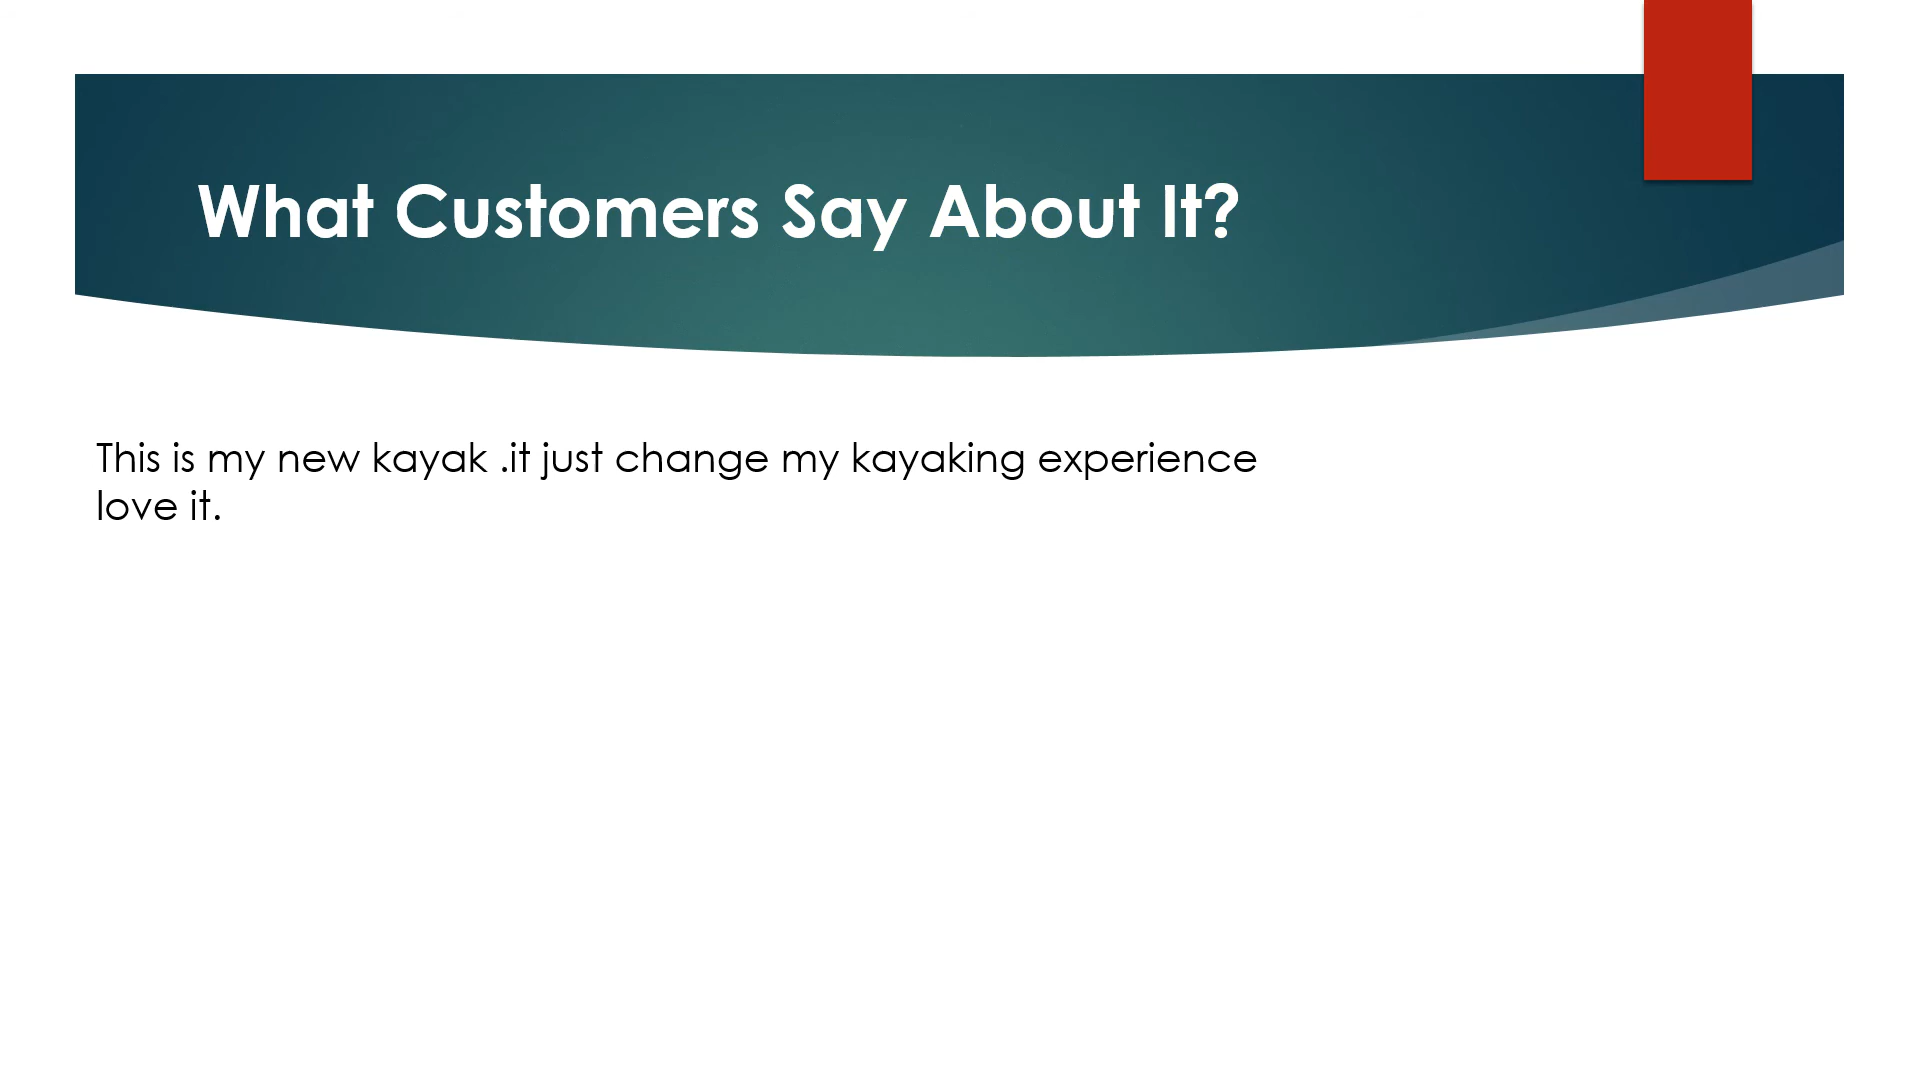 What Customers Say About It?
This is my new kayak .it just change my kayaking experience
love it.